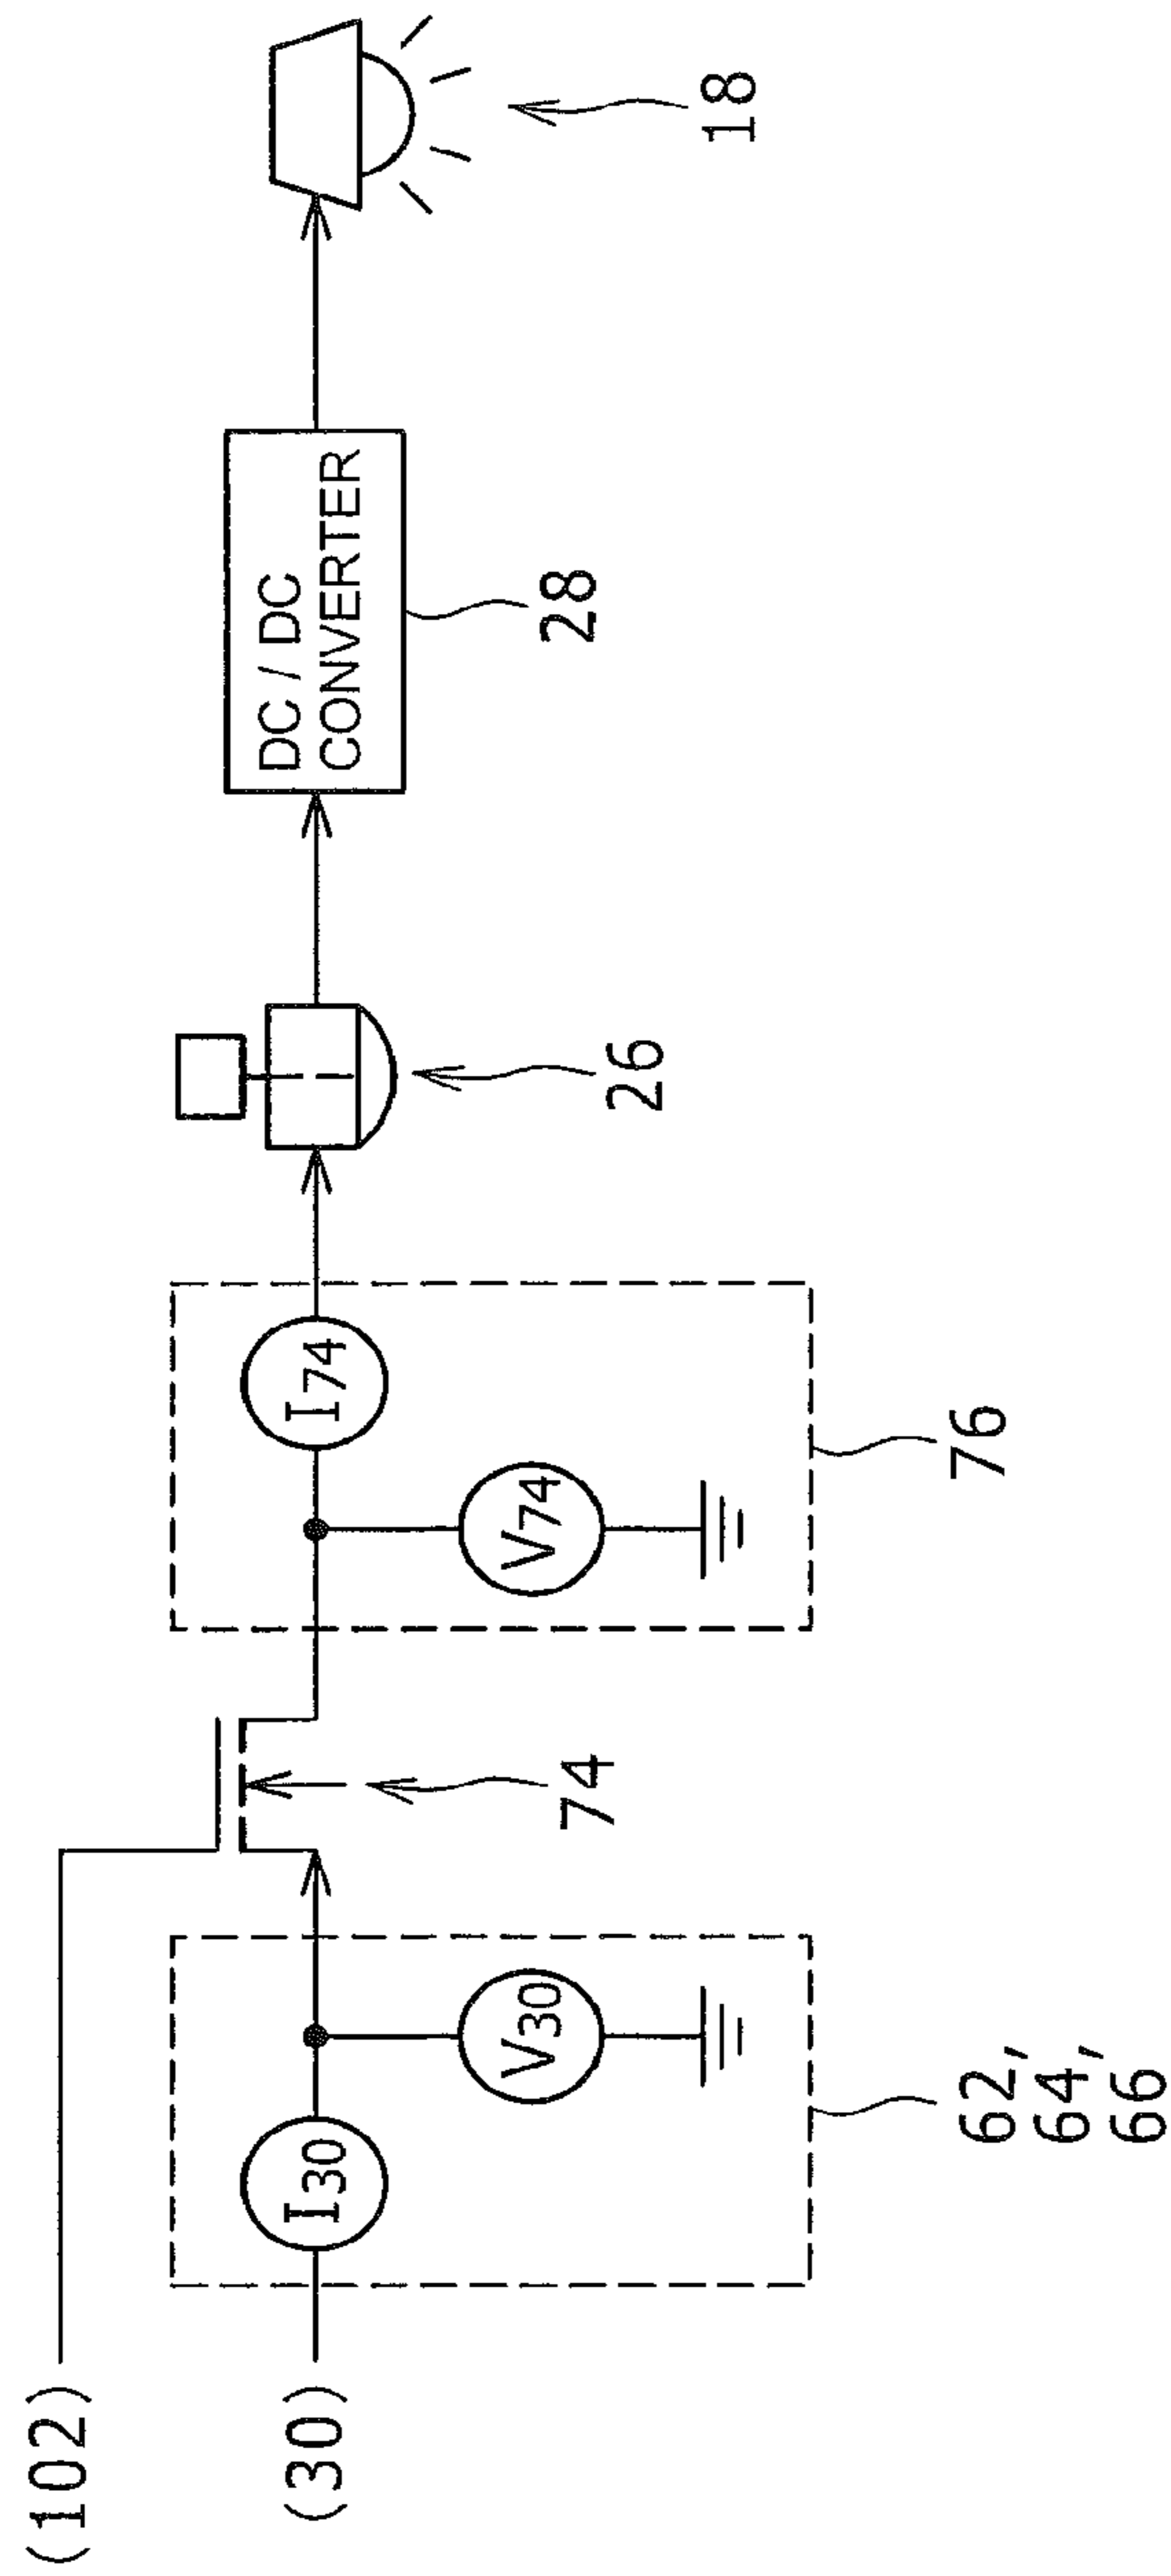 (102)
(30)
I30
V30
62,
64,
66
74
I74
V74
76
26
DC / DC
CONVERTER
28
18